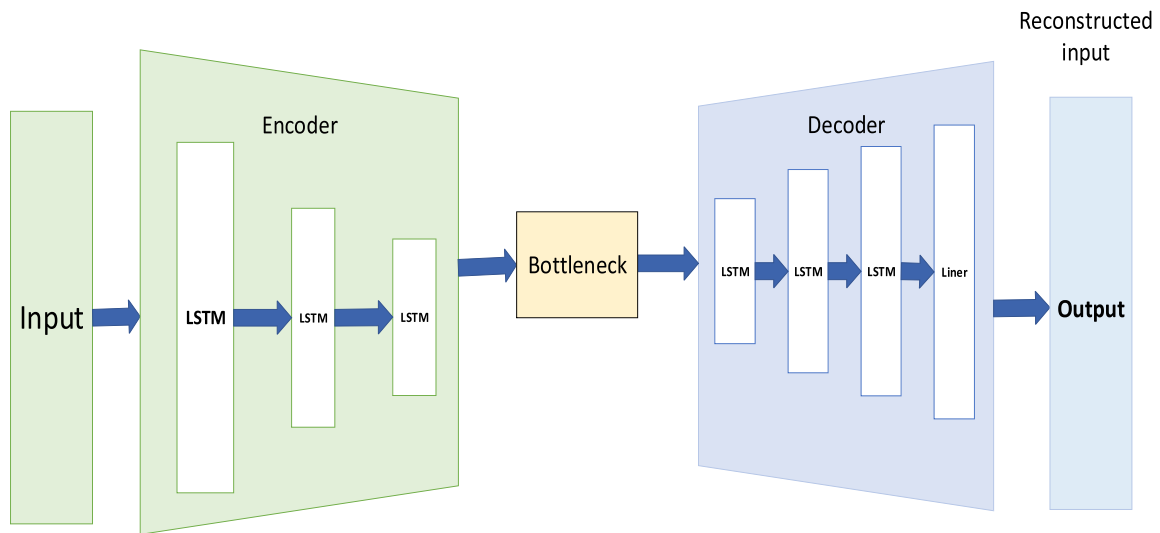 Input
Encoder
LSTM
LSTM
LSTM
Bottleneck
Decoder
LSTM
LSTM
LSTM
Liner
Reconstructed
input
Output